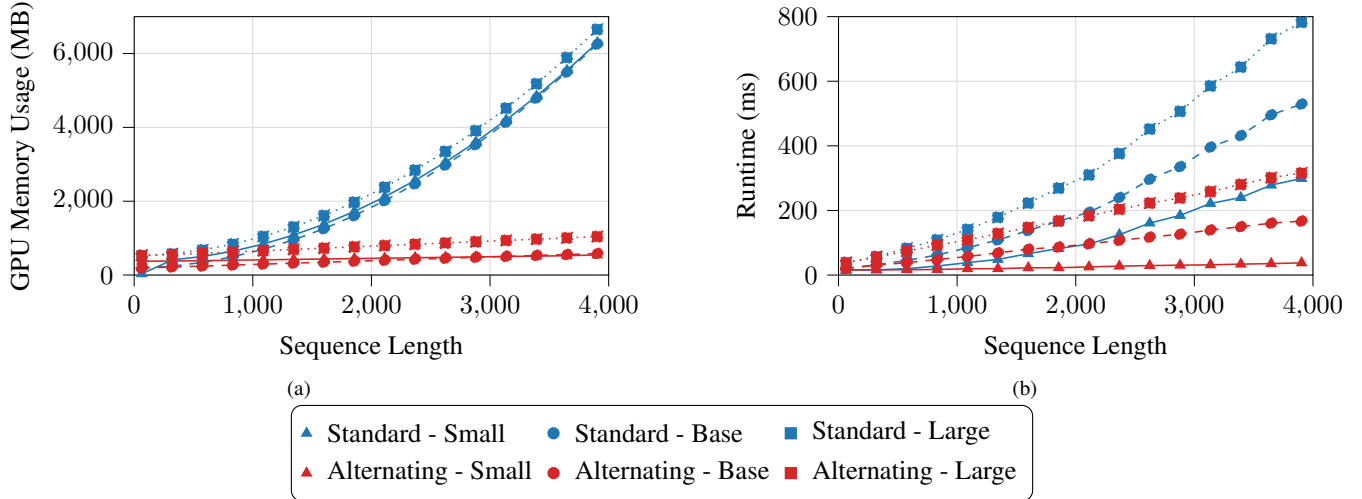 GPU Memory Usage (MB)
6,000
4,000
2,000
0
0 1,000 2,000 3,000 4,000
Sequence Length
(a)
Runtime (ms)
800
600
400
200
0
0 1,000 2,000 3,000 4,000
Sequence Length
(b)
Standard - Small Standard - Base Standard - Large
Alternating - Small Alternating - Base Alternating - Large